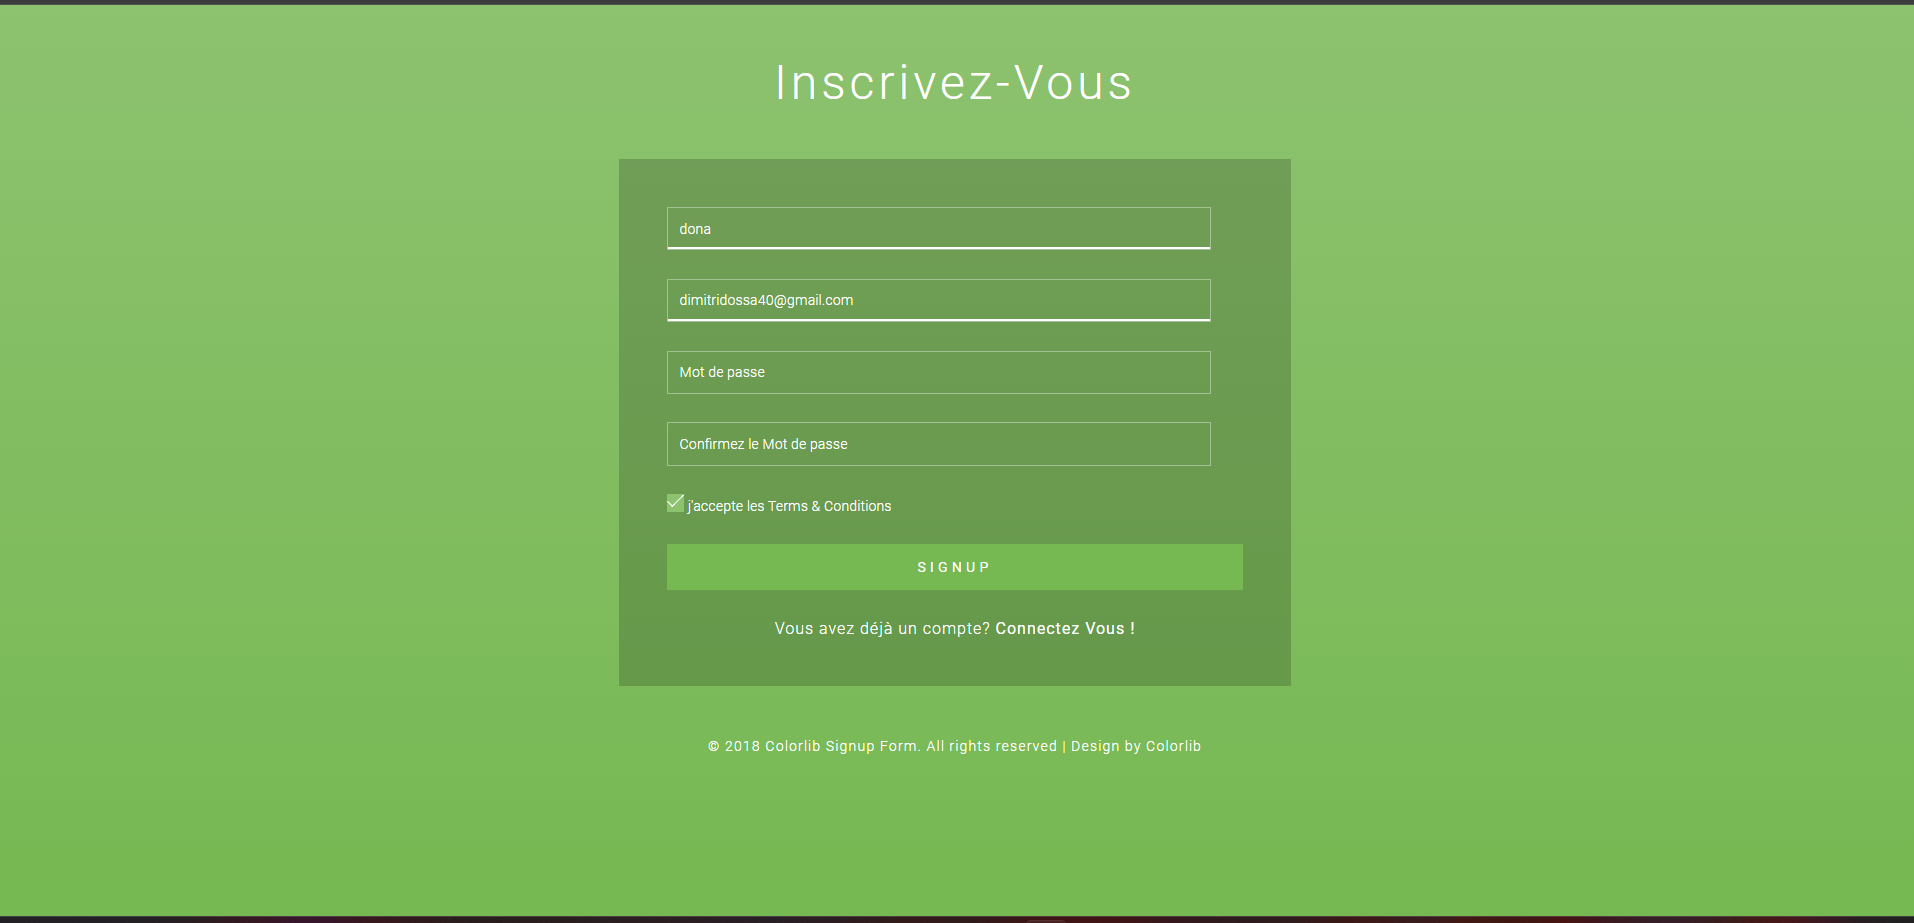 Inscrivez-Vous
dona
dimitridossa40@gmail.com
Mot de passe
Confirmez le Mot de passe
j'accepte les Terms & Conditions
SIGNUP
Vous avez déjà un compte? Connectez Vous !
© 2018 Colorlib Signup Form. All rights reserved | Design by Colorlib